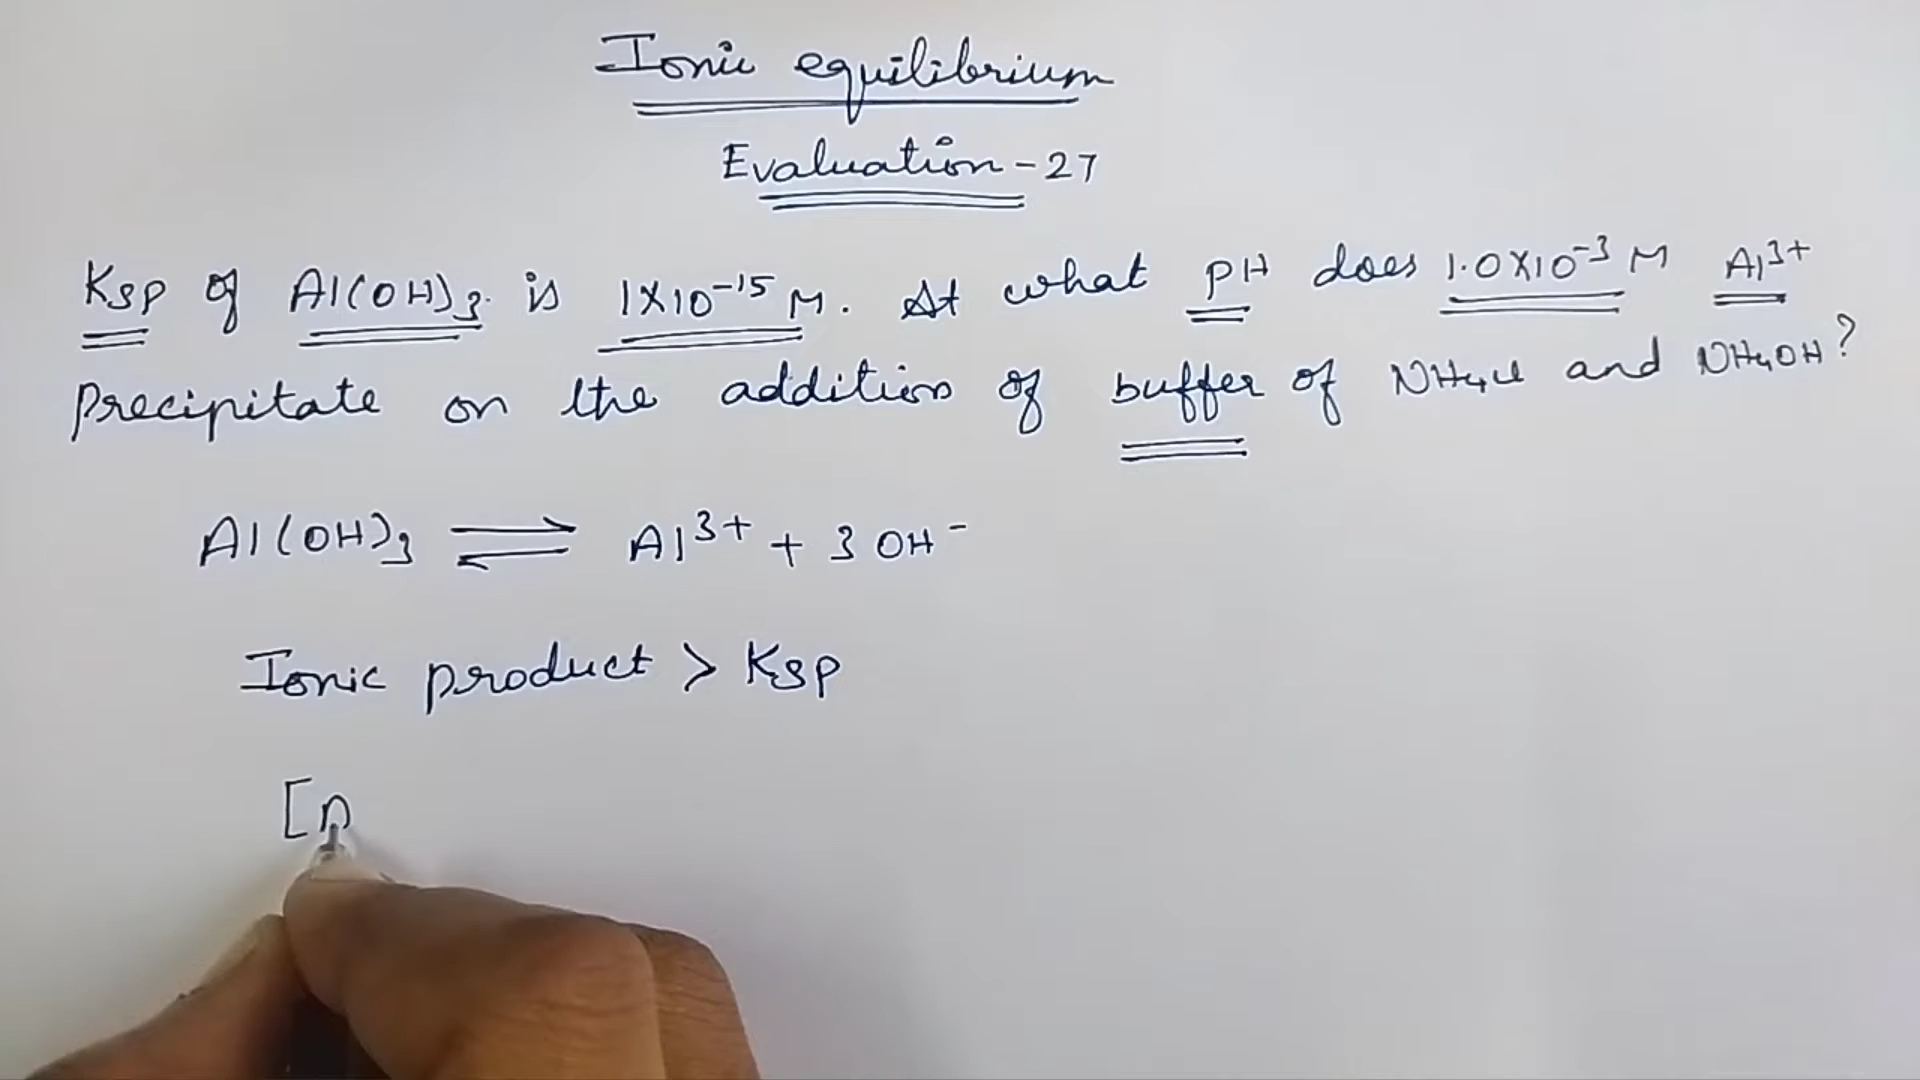 Ionic equilibrium
Evaluation - 27
Ksp of Al(OH)₃ is 1×10⁻¹⁵ M. At what pH does 1.0×10⁻³ M Al³⁺
precipitate on the addition of buffer of NH₄Cl and NH₄OH?
Al(OH)₃ ⇌ Al³⁺ + 3 OH⁻
Ionic product > Ksp
[A